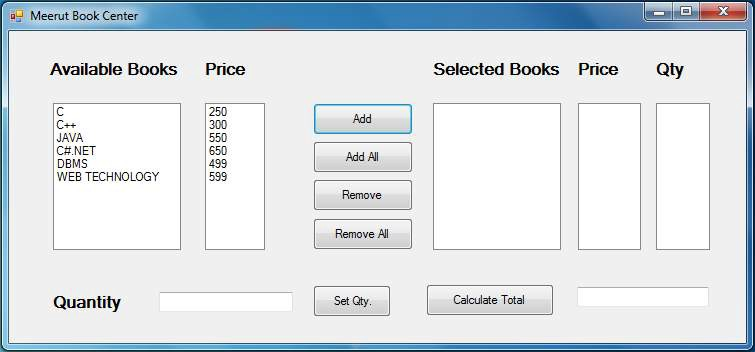 Meerut Book Center
Available Books Price Selected Books Price Qty
C 250
C++ 300
JAVA 550
C#.NET 650
DBMS 499
WEB TECHNOLOGY 599
Add
Add All
Remove
Remove All
Quantity Set Qty. Calculate Total